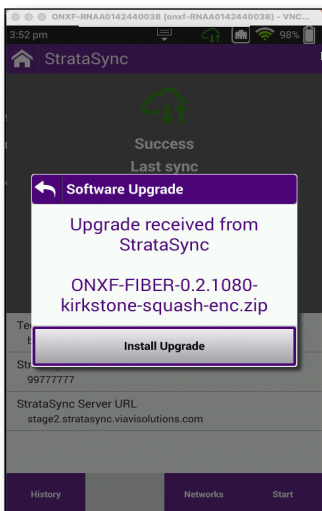 ONXF-RNAA0142440038 (onxf-RNAA0142440038) - VNC...
3:52 pm
98%
StrataSync
Success
Last sync
Software Upgrade
Upgrade received from
StrataSync
ONXF-FIBER-0.2.1080-
kirkstone-squash-enc.zip
Install Upgrade
99777777
StrataSync Server URL
stage2.stratasync.viavisolutions.com
History
Networks
Start